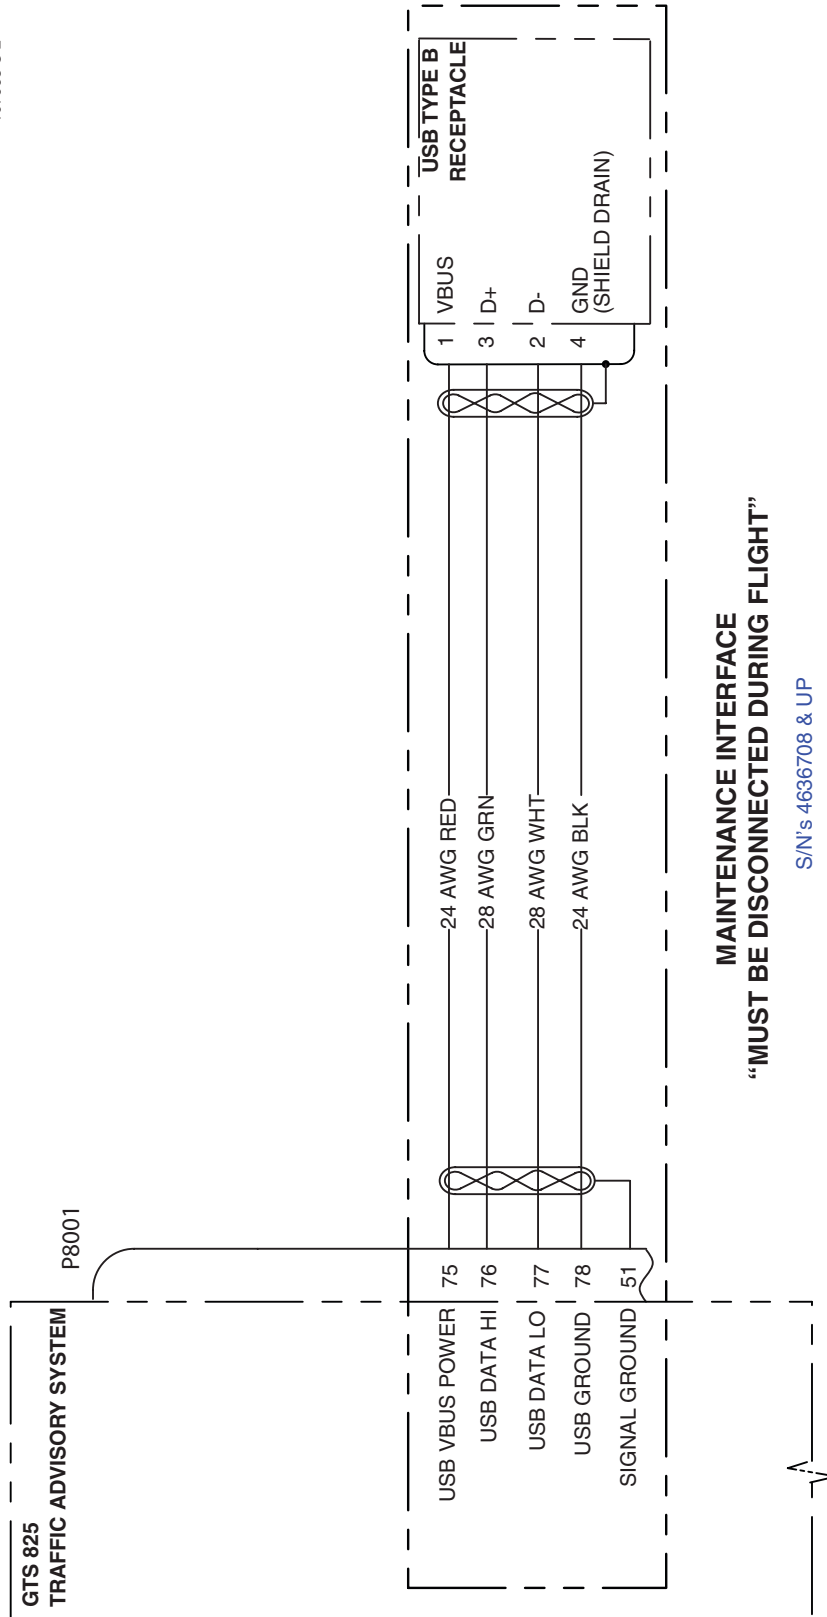 GTS 825
TRAFFIC ADVISORY SYSTEM
P8001
USB VBUS POWER 75 24 AWG RED 1 VBUS
USB DATA HI 76 28 AWG GRN 3 D+
USB DATA LO 77 28 AWG WHT 2 D-
USB GROUND 78 24 AWG BLK 4 GND
(SHIELD DRAIN)
SIGNAL GROUND 51
USB TYPE B
RECEPTACLE
MAINTENANCE INTERFACE
“MUST BE DISCONNECTED DURING FLIGHT”
S/N's 4636708 & UP